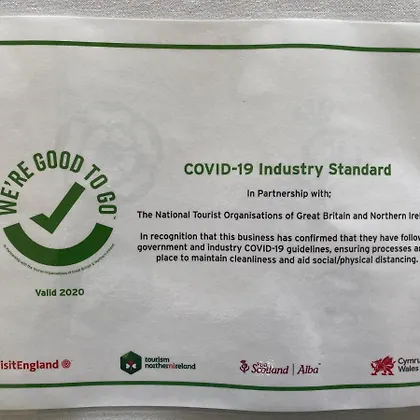 WE'RE GOOD TO GO
COVID-19 Industry Standard
In Partnership with;
The National Tourist Organisations of Great Britain and Northern Irel
In recognition that this business has confirmed that they have follow
government and industry COVID-19 guidelines, ensuring processes ar
place to maintain cleanliness and aid social/physical distancing.
Valid 2020
isitEngland
tourism
northernireland
Scotland | Alba
Cymru
Wales